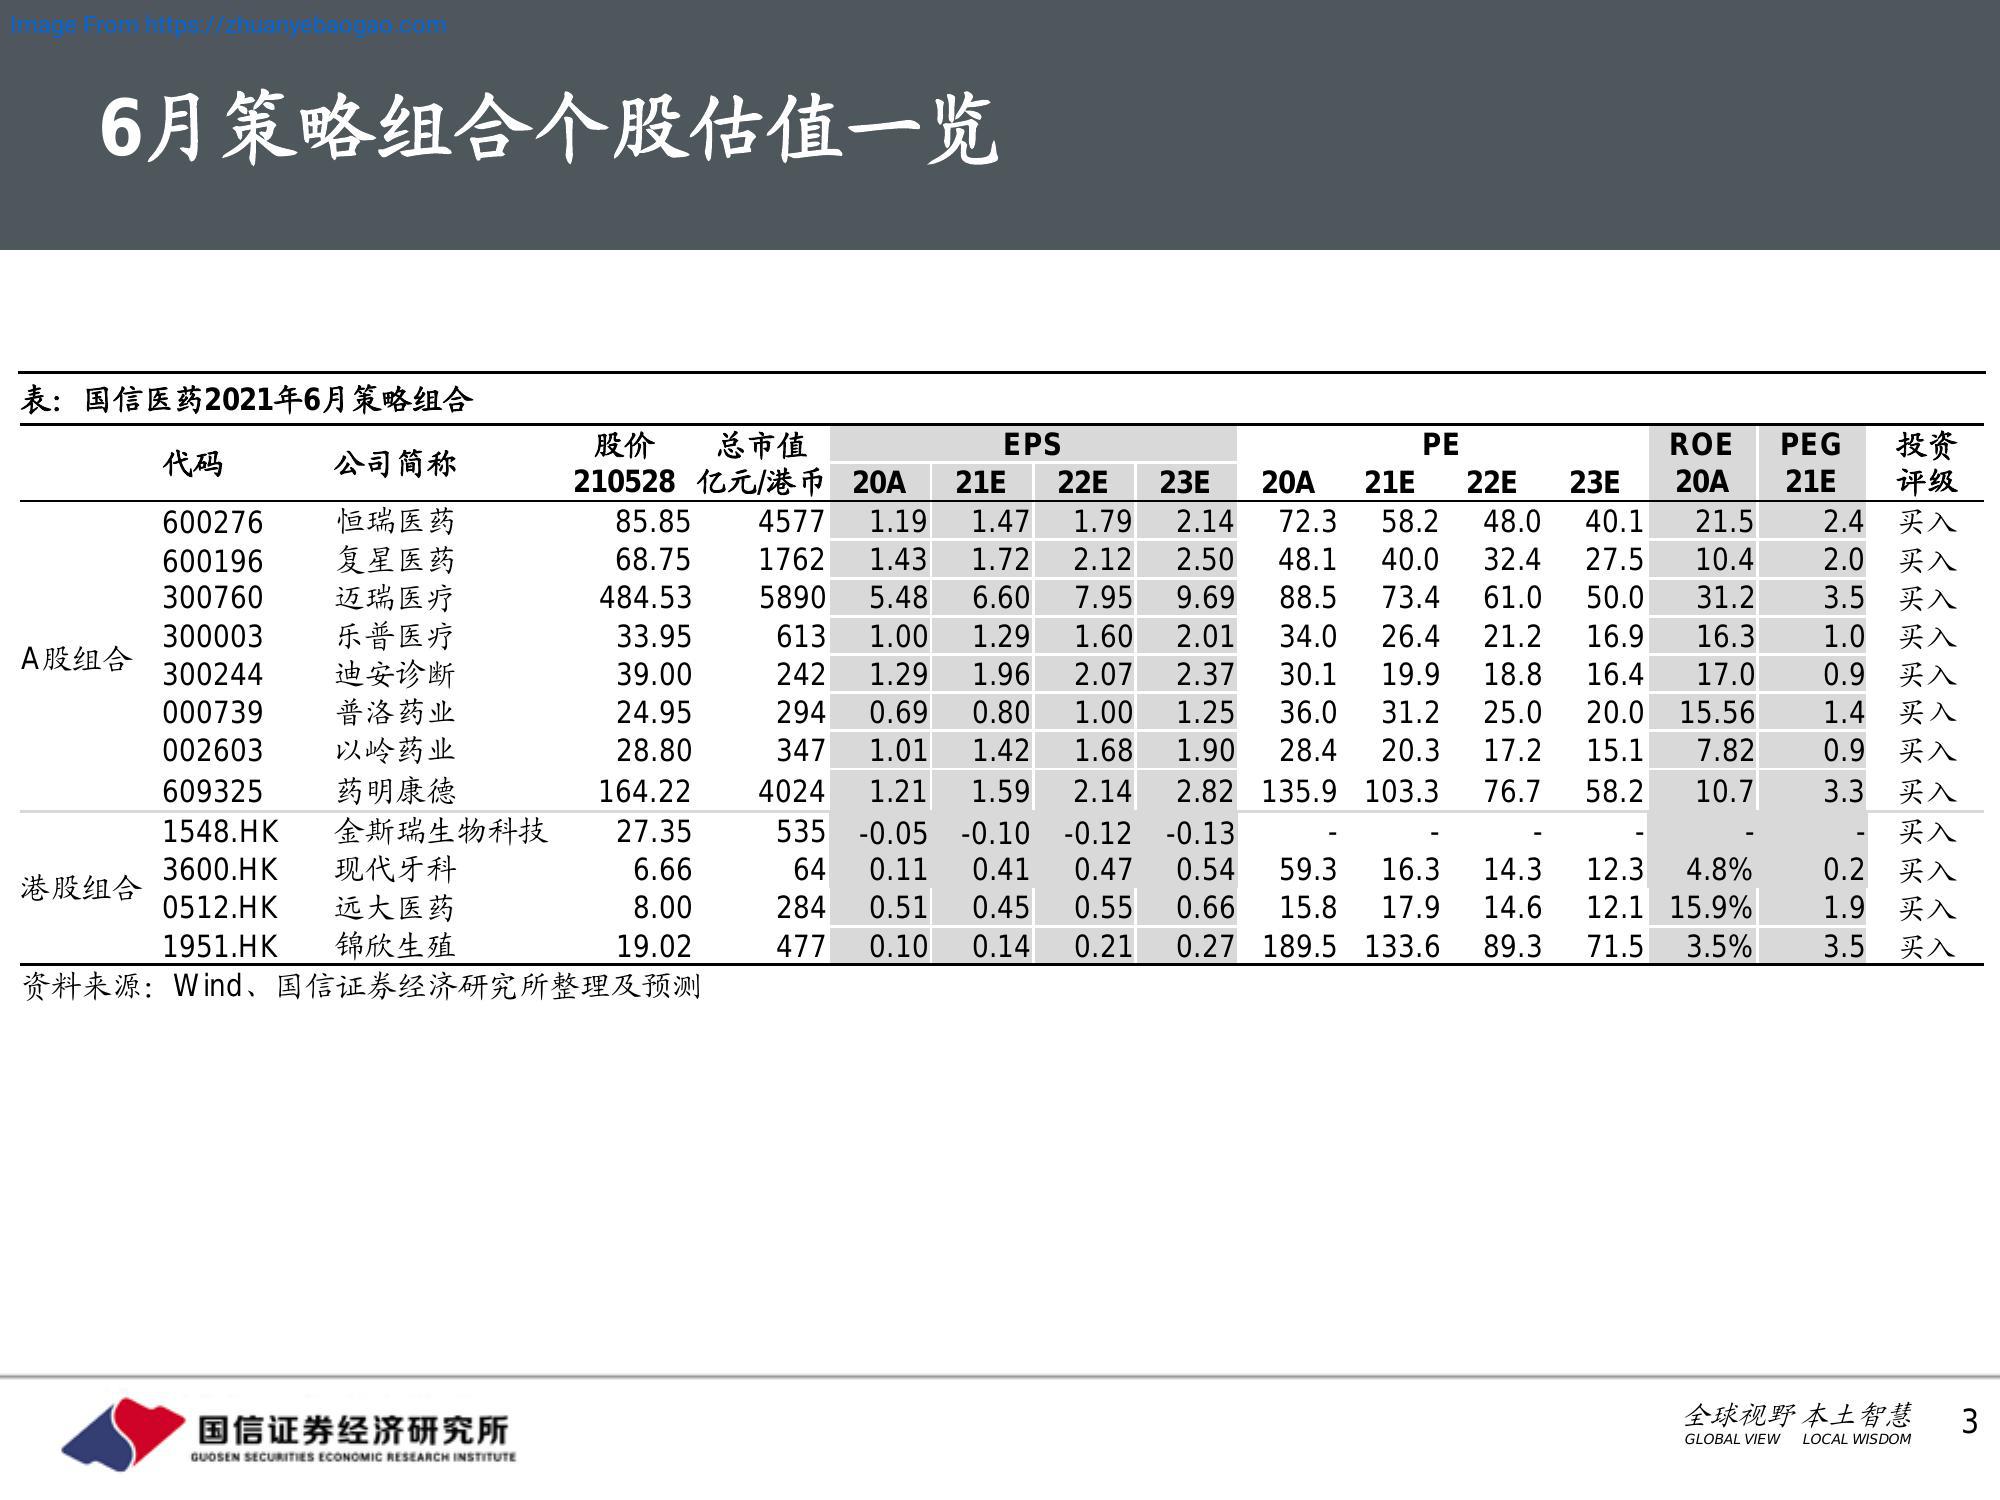 Image From https://zhuanyebaogao.com
6月策略组合个股估值一览
表：国信医药2021年6月策略组合
代码 公司简称 股价 总市值 EPS PE ROE PEG 投资
210528 亿元/港币 20A 21E 22E 23E 20A 21E 22E 23E 20A 21E 评级
A股组合
600276 恒瑞医药 85.85 4577 1.19 1.47 1.79 2.14 72.3 58.2 48.0 40.1 21.5 2.4 买入
600196 复星医药 68.75 1762 1.43 1.72 2.12 2.50 48.1 40.0 32.4 27.5 10.4 2.0 买入
300760 迈瑞医疗 484.53 5890 5.48 6.60 7.95 9.69 88.5 73.4 61.0 50.0 31.2 3.5 买入
300003 乐普医疗 33.95 613 1.00 1.29 1.60 2.01 34.0 26.4 21.2 16.9 16.3 1.0 买入
300244 迪安诊断 39.00 242 1.29 1.96 2.07 2.37 30.1 19.9 18.8 16.4 17.0 0.9 买入
000739 普洛药业 24.95 294 0.69 0.80 1.00 1.25 36.0 31.2 25.0 20.0 15.56 1.4 买入
002603 以岭药业 28.80 347 1.01 1.42 1.68 1.90 28.4 20.3 17.2 15.1 7.82 0.9 买入
609325 药明康德 164.22 4024 1.21 1.59 2.14 2.82 135.9 103.3 76.7 58.2 10.7 3.3 买入
港股组合
1548.HK 金斯瑞生物科技 27.35 535 -0.05 -0.10 -0.12 -0.13 - - - - - - 买入
3600.HK 现代牙科 6.66 64 0.11 0.41 0.47 0.54 59.3 16.3 14.3 12.3 4.8% 0.2 买入
0512.HK 远大医药 8.00 284 0.51 0.45 0.55 0.66 15.8 17.9 14.6 12.1 15.9% 1.9 买入
1951.HK 锦欣生殖 19.02 477 0.10 0.14 0.21 0.27 189.5 133.6 89.3 71.5 3.5% 3.5 买入
资料来源：Wind、国信证券经济研究所整理及预测
国信证券经济研究所
GUOSEN SECURITIES ECONOMIC RESEARCH INSTITUTE
全球视野 本土智慧
GLOBAL VIEW LOCAL WISDOM
3